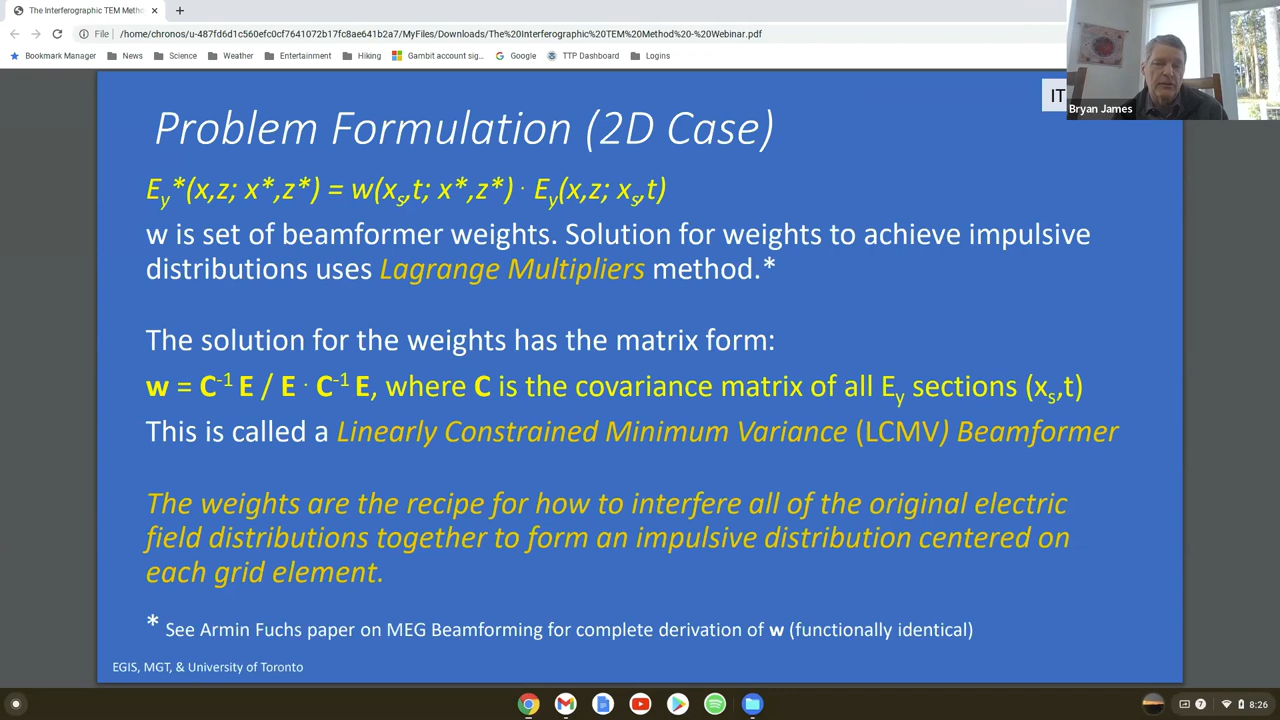 The Interferographic TEM Metho
File
/home/chronos/u-487fd6d1c560efc0cf7641072b17fc8ae641b2a7/MyFiles/Downloads/The%20Interferographic%20TEM%20Method%20-%20Webinar.pdf
Bookmark Manager News Science Weather Entertainment Hiking Gambit account sig... Google TTP Dashboard Logins
IT
Bryan James
Problem Formulation (2D Case)
Ey*(x,z; x*,z*) = w(xs,t; x*,z*) · Ey(x,z; xs,t)
w is set of beamformer weights. Solution for weights to achieve impulsive
distributions uses Lagrange Multipliers method.*
The solution for the weights has the matrix form:
w = C-1 E / E · C-1 E, where C is the covariance matrix of all Ey sections (xs,t)
This is called a Linearly Constrained Minimum Variance (LCMV) Beamformer
The weights are the recipe for how to interfere all of the original electric
field distributions together to form an impulsive distribution centered on
each grid element.
* See Armin Fuchs paper on MEG Beamforming for complete derivation of w (functionally identical)
EGIS, MGT, & University of Toronto
7 8:26